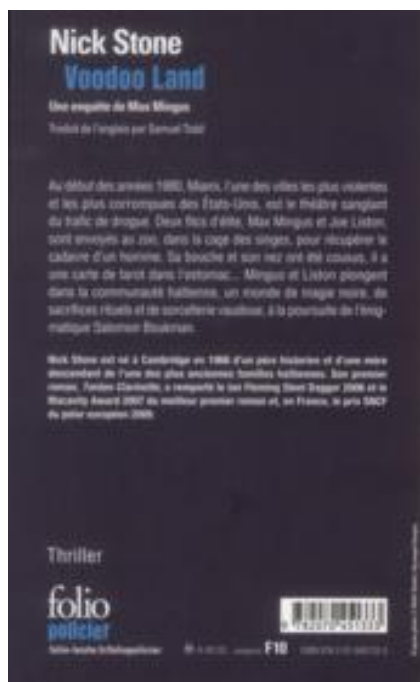 Nick Stone
Voodoo Land
Une enquête de Max Mingus
Traduit de l'anglais par Samuel Todd
Au début des années 1980, Miami, l'une des villes les plus violentes
et les plus corrompues des États-Unis, est le théâtre sanglant
du trafic de drogue. Deux flics d'élite, Max Mingus et Joe Liston,
sont envoyés au zoo, dans la cage des singes, pour récupérer le
cadavre d'un homme. Sa bouche et son nez ont été cousus, il a
une carte de tarot dans l'estomac... Mingus et Liston plongent
dans la communauté haïtienne, un monde de magie noire, de
sacrifices rituels et de sorcellerie vaudoue, à la poursuite de l'énig-
matique Salomon Boukman.
Nick Stone est né à Cambridge en 1966 d'un père historien et d'une mère
descendant de l'une des plus anciennes familles haïtiennes. Son premier
roman, Tonton Clarinette, a remporté le Ian Fleming Steel Dagger 2006 et le
Macavity Award 2007 du meilleur premier roman et, en France, le prix SNCF
du polar européen 2009.
Thriller
folio
policier
F10